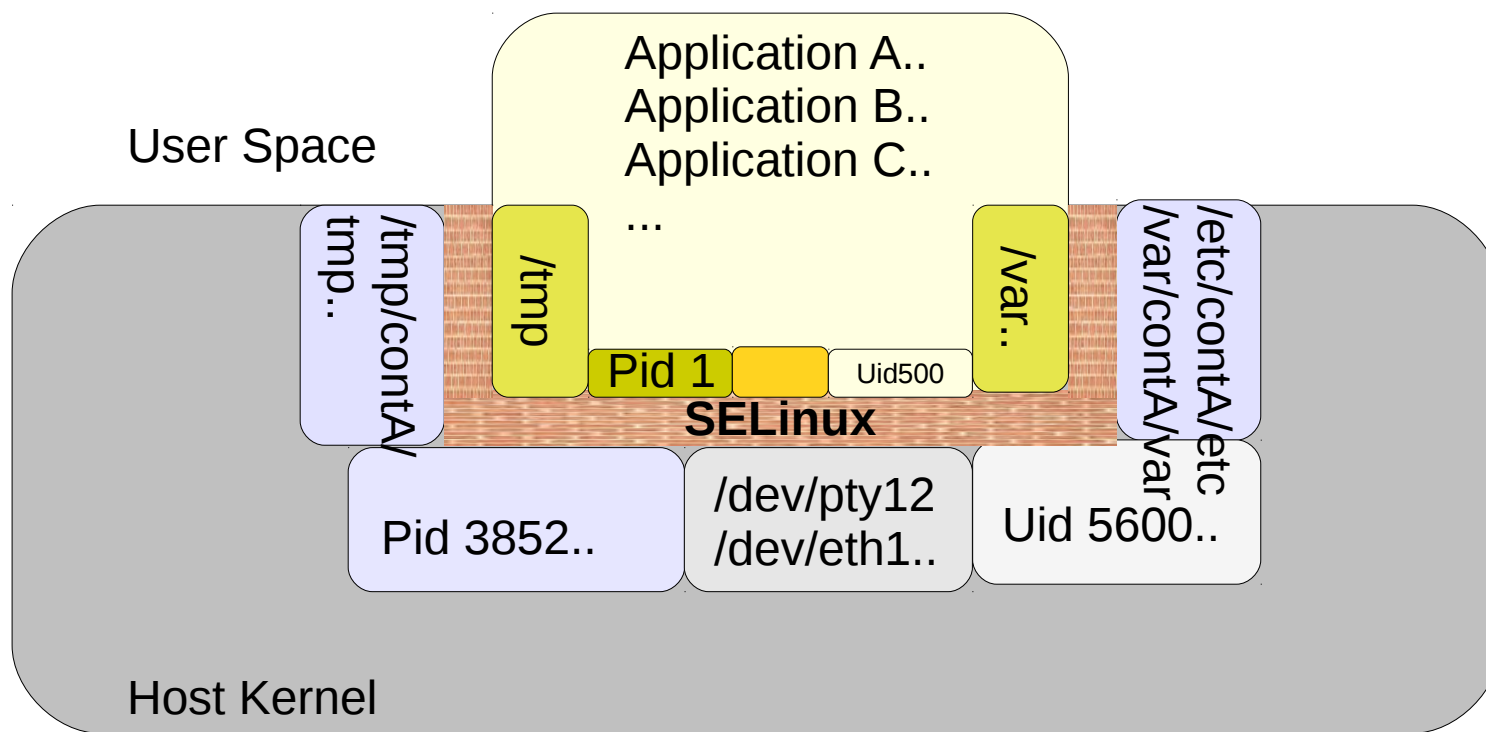 Application A..
Application B..
Application C..
...
User Space
/tmp/contA/
tmp..
/tmp
/var..
/etc/contA/etc
/var/contA/var
Pid 1
Uid500
SELinux
Pid 3852..
/dev/pty12
/dev/eth1..
Uid 5600..
Host Kernel